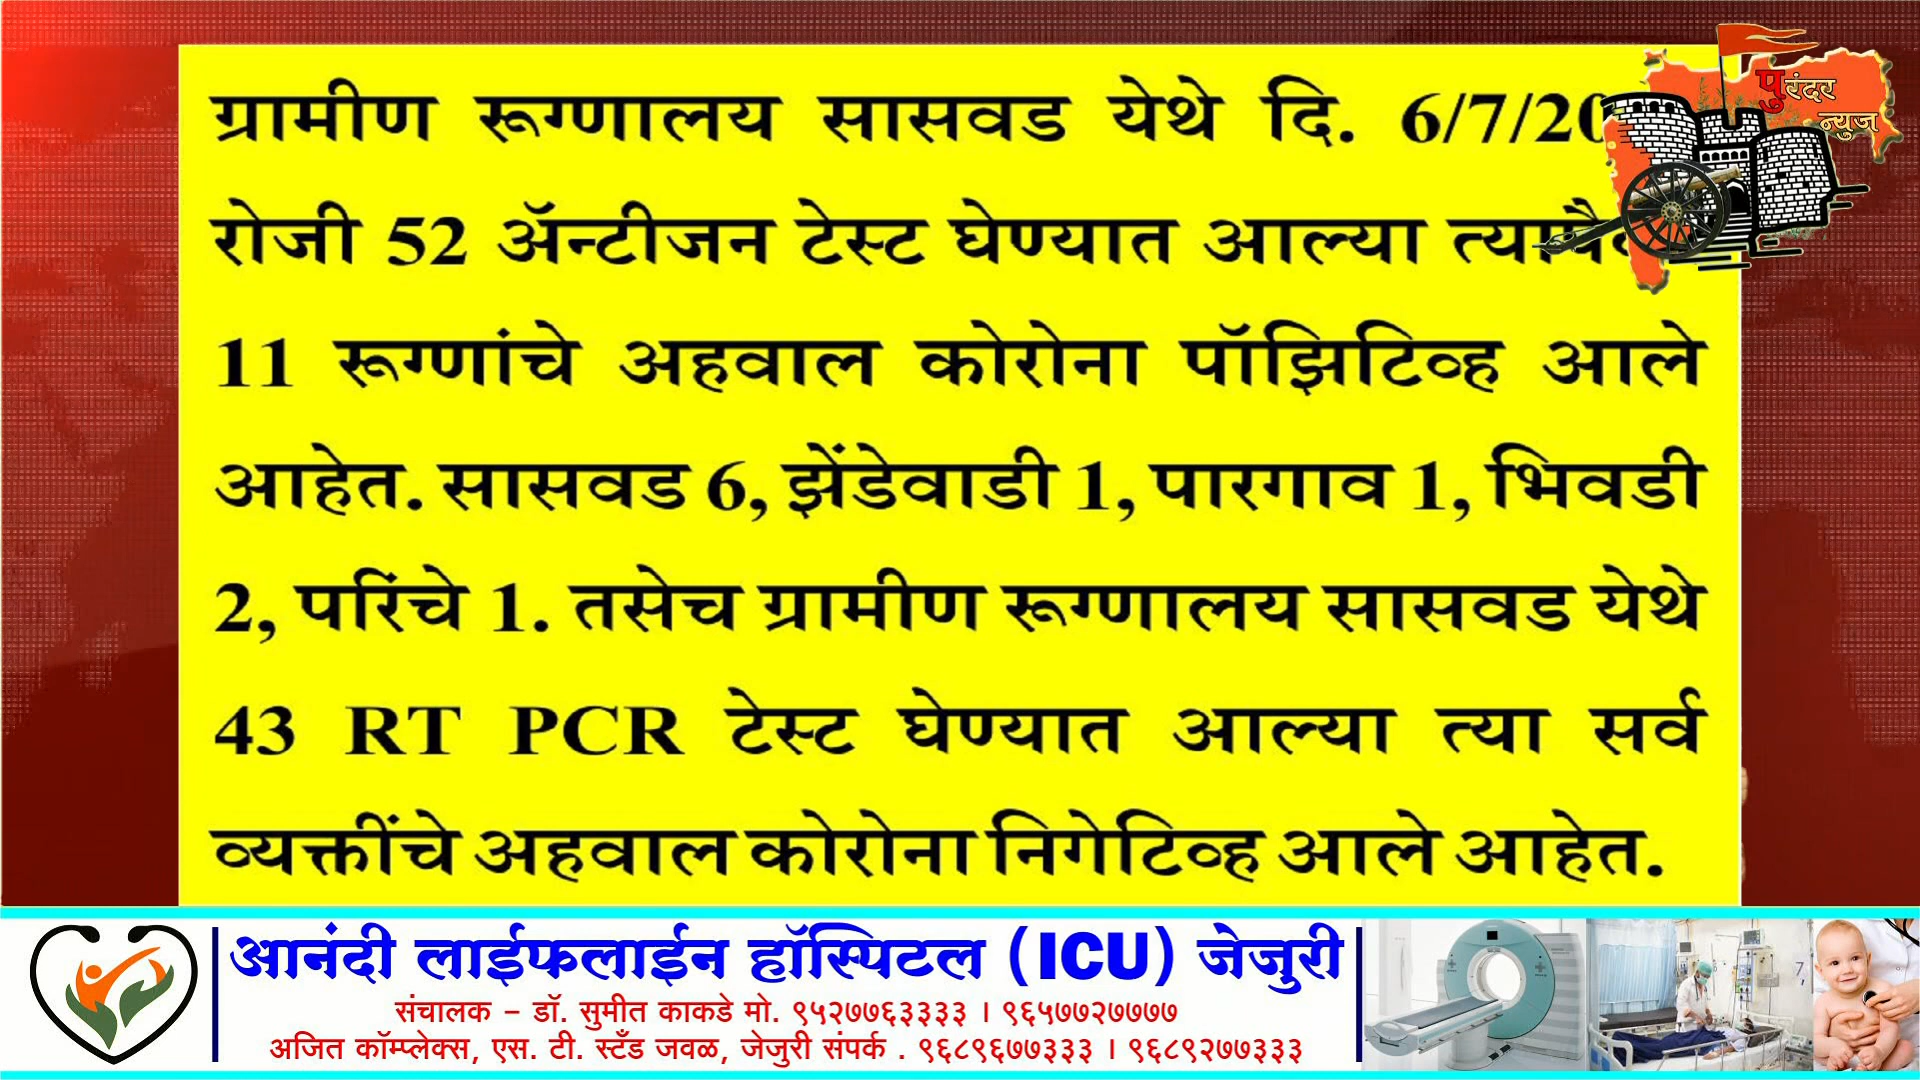 ग्रामीण रूग्णालय सासवड येथे दि. 6/7/20
रोजी 52 ॲन्टीजन टेस्ट घेण्यात आल्या
11 रूग्णांचे अहवाल कोरोना पॉझिटिव्ह आले
आहेत. सासवड 6, झेंडेवाडी 1, पारगाव 1, भिवडी
2, परिंचे 1. तसेच ग्रामीण रूग्णालय सासवड येथे
43 RT PCR टेस्ट घेण्यात आल्या त्या सर्व
व्यक्तींचे अहवाल कोरोना निगेटिव्ह आले आहेत.
पुरंदर
न्युज
आनंदी लाईफलाईन हॉस्पिटल (ICU) जेजुरी
संचालक – डॉ. सुमीत काकडे मो. ९५२७७६३३३३ । ९६५७७२७७७७
अजित कॉम्प्लेक्स, एस. टी. स्टँड जवळ, जेजुरी संपर्क . ९६८९६७७३३३ । ९६८९२७७३३३